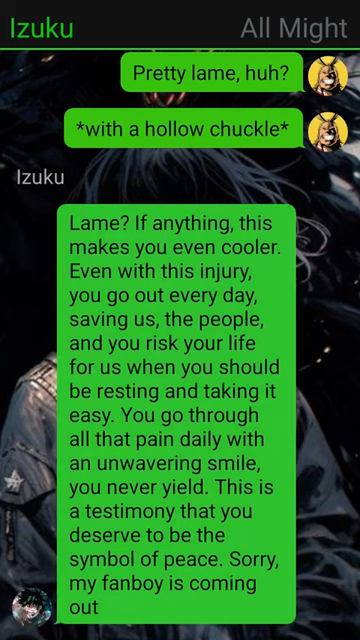 Izuku All Might
Pretty lame, huh?
*with a hollow chuckle*
Izuku
Lame? If anything, this
makes you even cooler.
Even with this injury,
you go out every day,
saving us, the people,
and you risk your life
for us when you should
be resting and taking it
easy. You go through
all that pain daily with
an unwavering smile,
you never yield. This is
a testimony that you
deserve to be the
symbol of peace. Sorry,
my fanboy is coming
out